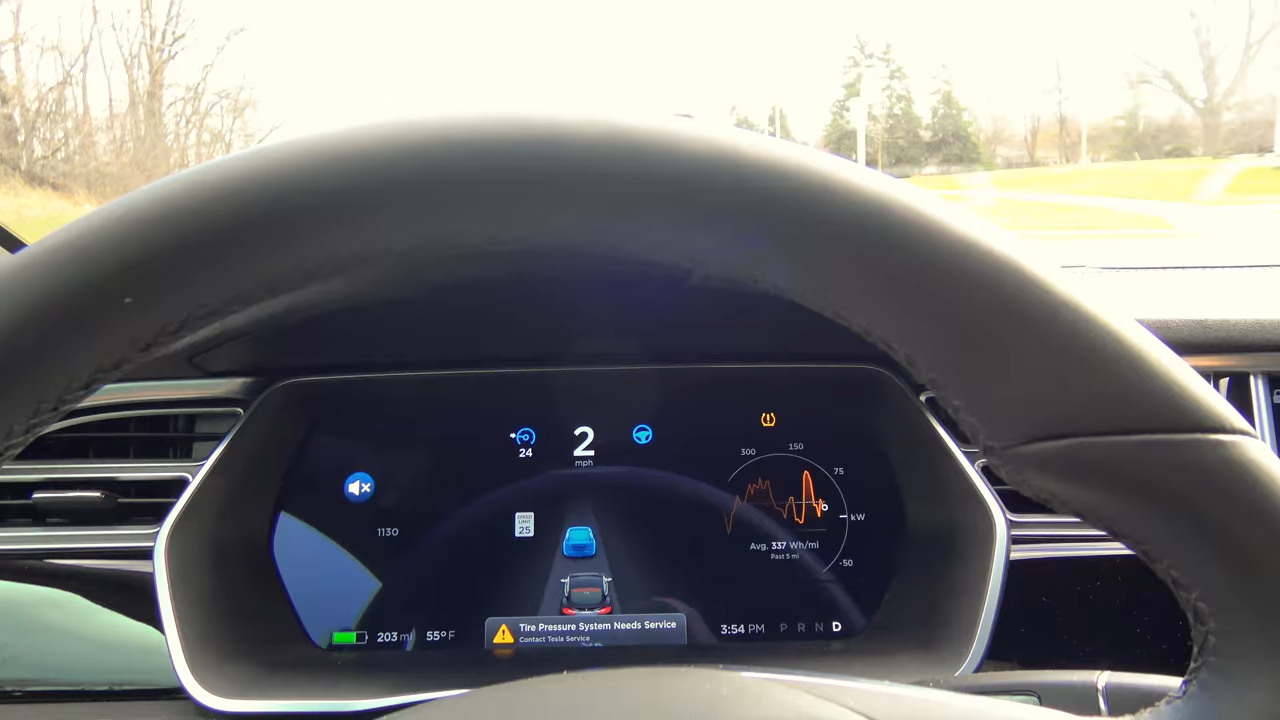 24
2
mph
300
150
75
kW
-50
1130
SPEED
LIMIT
25
Avg. 337 Wh/mi
Past 5 mi
203 mi
55° F
Tire Pressure System Needs Service
Contact Tesla Service
3:54 PM
P R N D